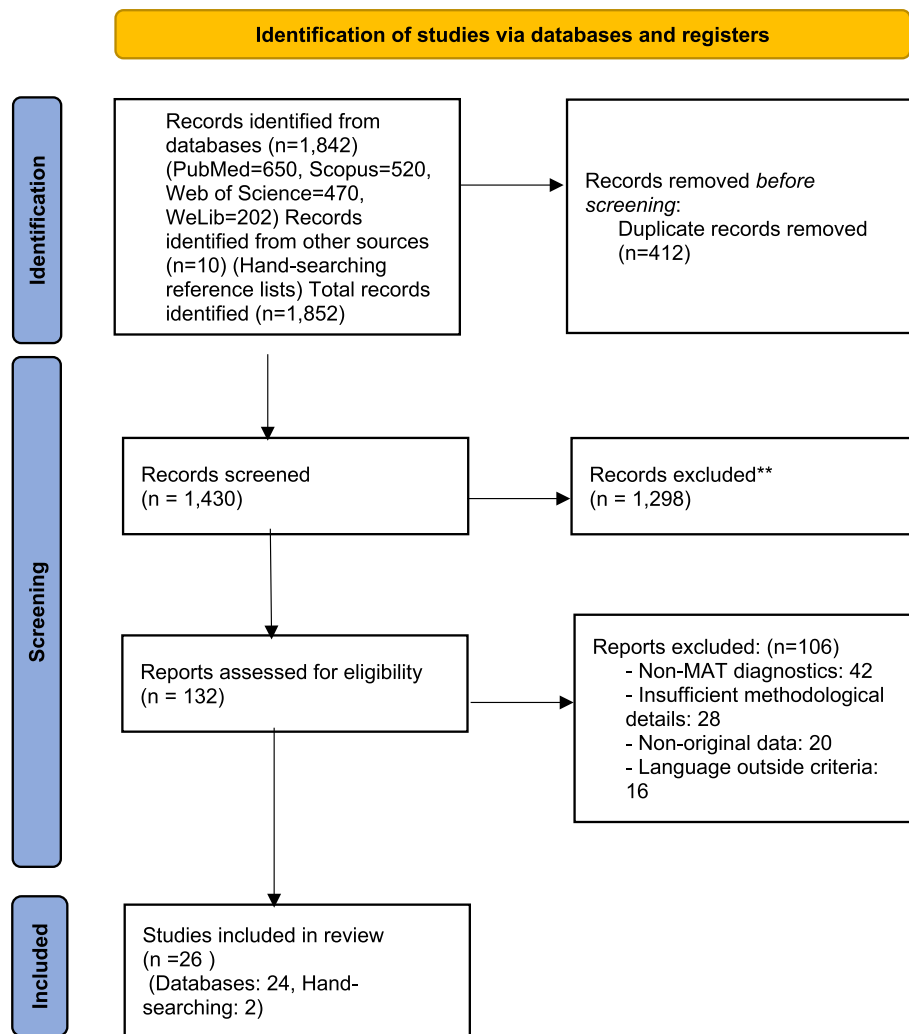 Identification of studies via databases and registers
Identification
Records identified from
databases (n=1,842)
(PubMed=650, Scopus=520,
Web of Science=470,
WeLib=202) Records
identified from other sources
(n=10) (Hand-searching
reference lists) Total records
identified (n=1,852)
Records removed before
screening:
Duplicate records removed
(n=412)
Screening
Records screened
(n = 1,430)
Records excluded**
(n = 1,298)
Reports assessed for eligibility
(n = 132)
Reports excluded: (n=106)
- Non-MAT diagnostics: 42
- Insufficient methodological
details: 28
- Non-original data: 20
- Language outside criteria:
16
Included
Studies included in review
(n =26 )
(Databases: 24, Hand-
searching: 2)